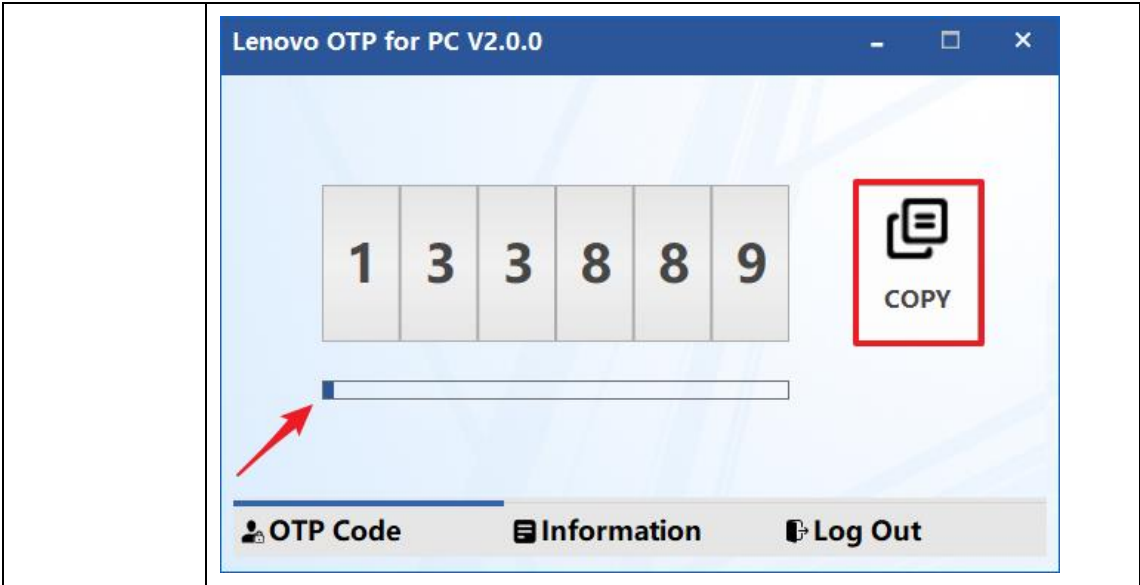 Lenovo OTP for PC V2.0.0
1 3 3 8 8 9
COPY
OTP Code Information Log Out